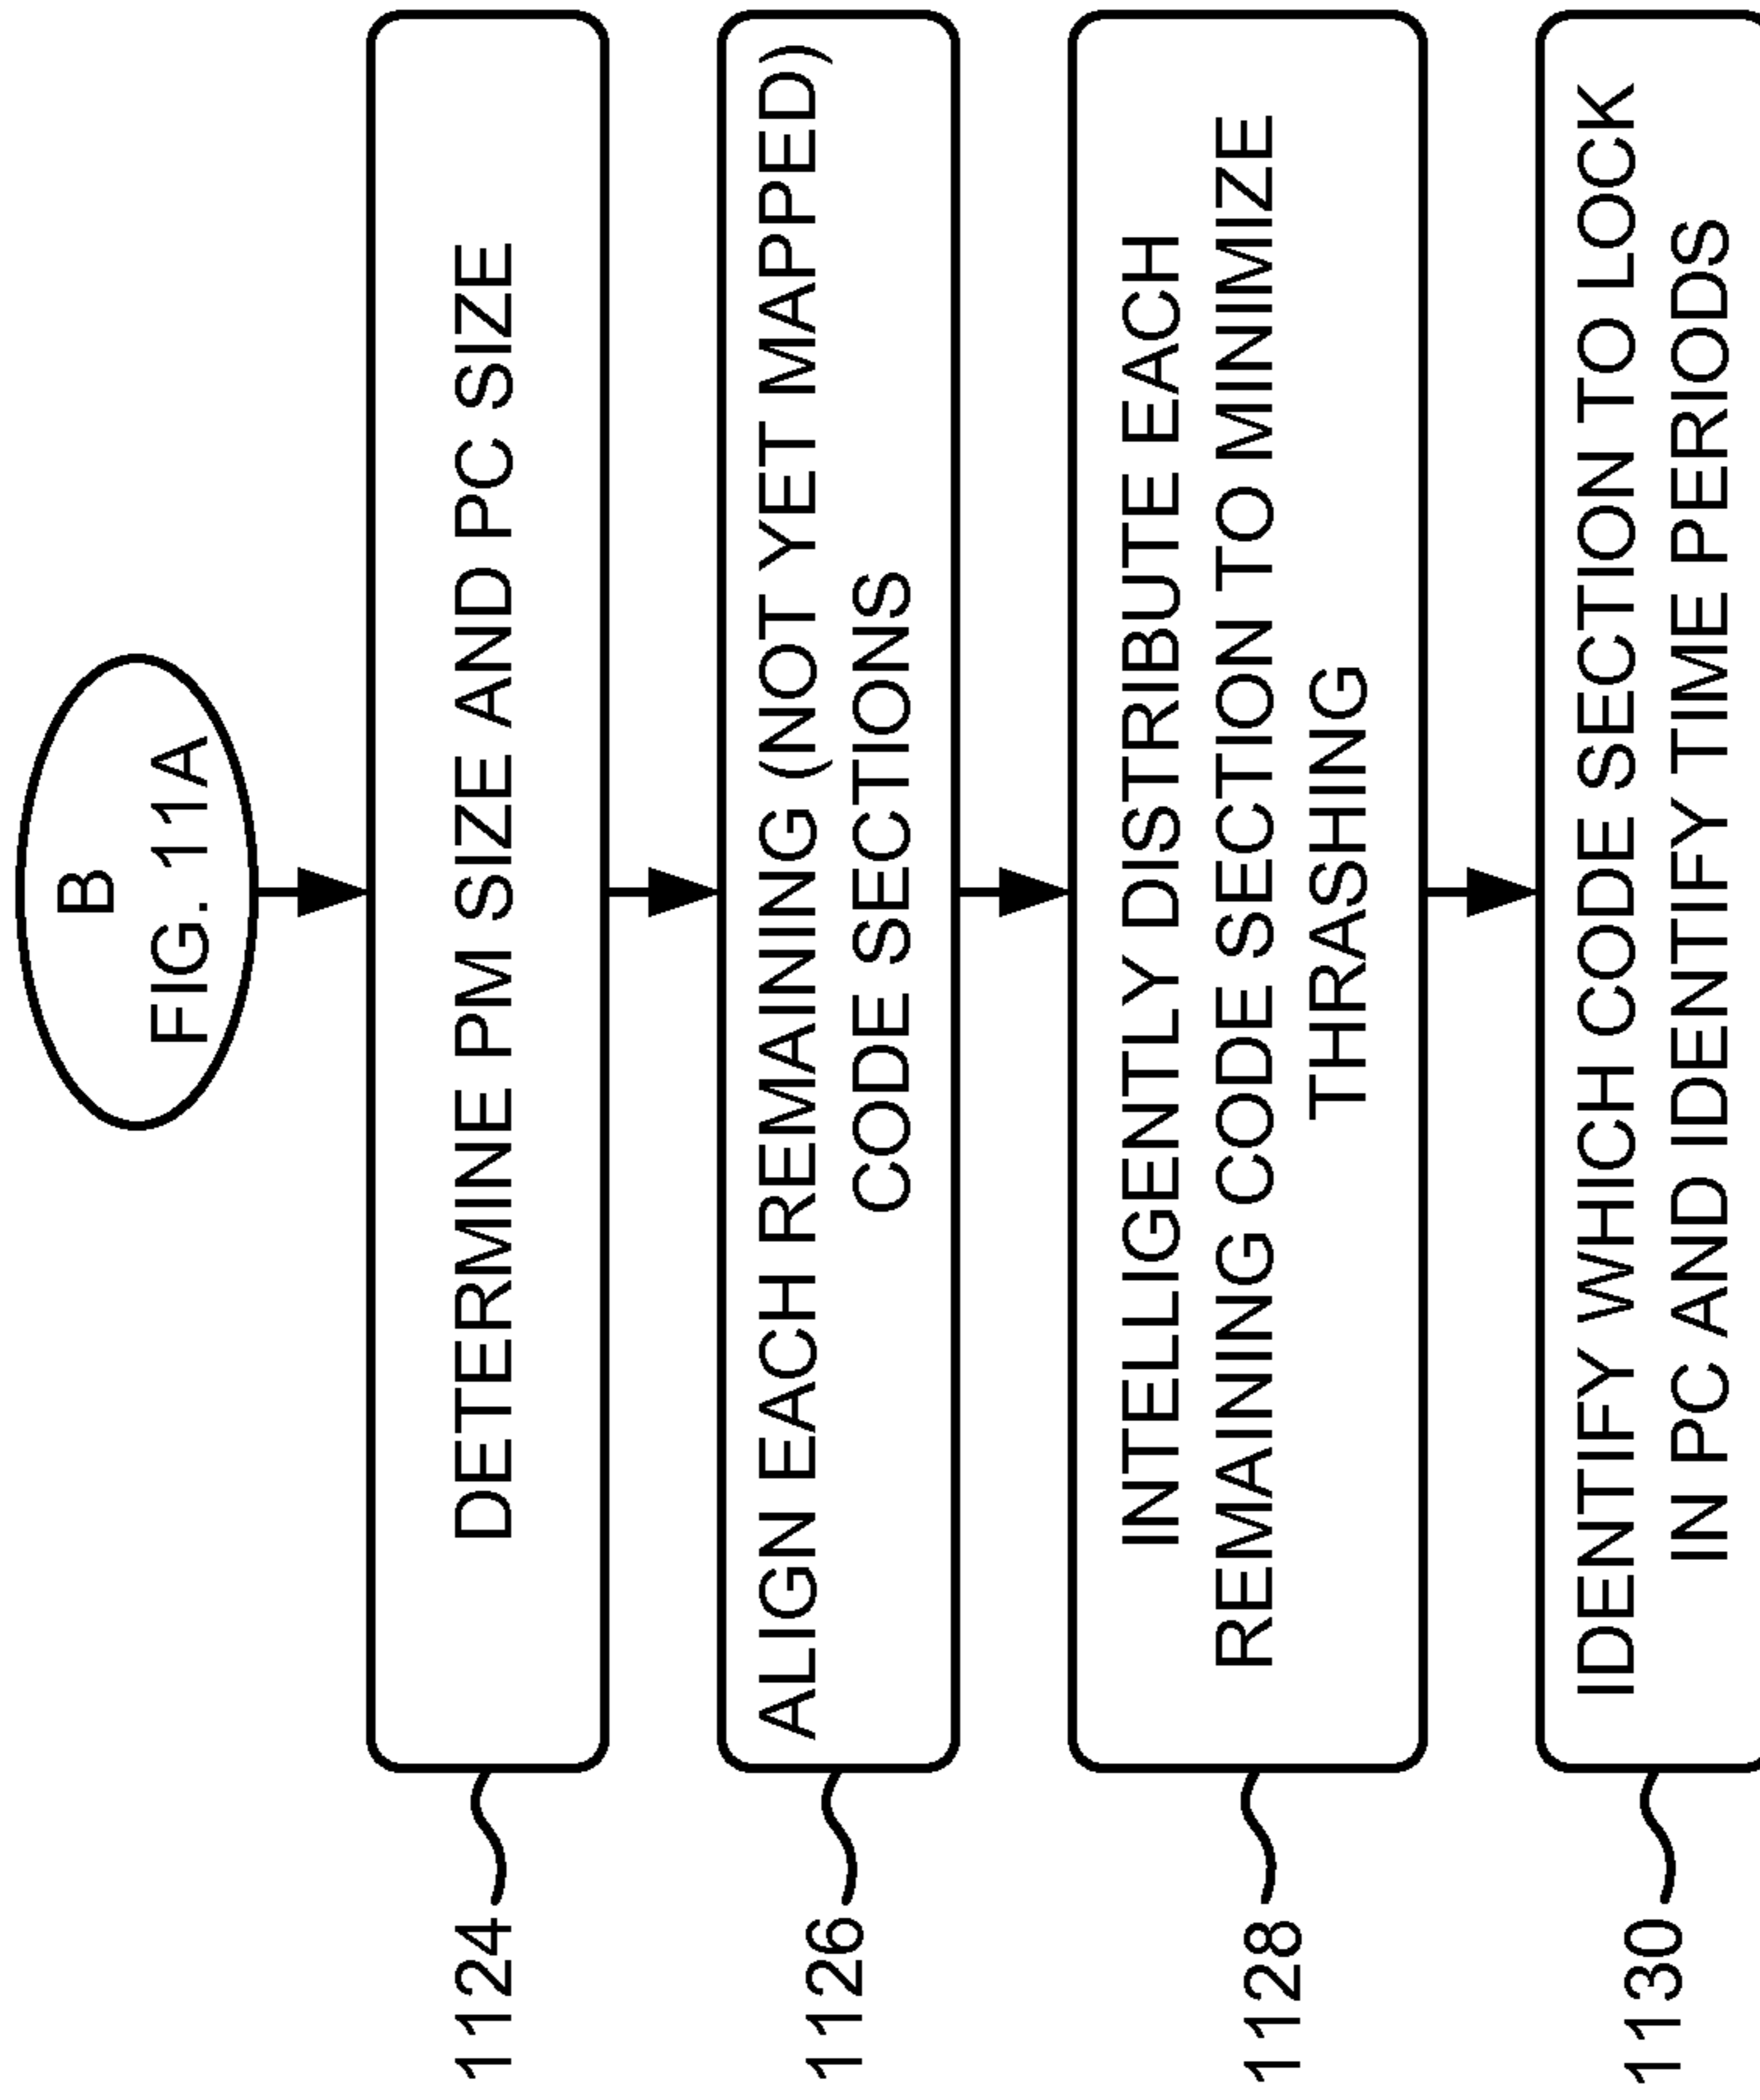 B
FIG. 11A
1124
DETERMINE PM SIZE AND PC SIZE
1126
ALIGN EACH REMAINING (NOT YET MAPPED)
CODE SECTIONS
1128
INTELLIGENTLY DISTRIBUTE EACH
REMAINING CODE SECTION TO MINIMIZE
THRASHING
1130
IDENTIFY WHICH CODE SECTION TO LOCK
IN PC AND IDENTIFY TIME PERIODS